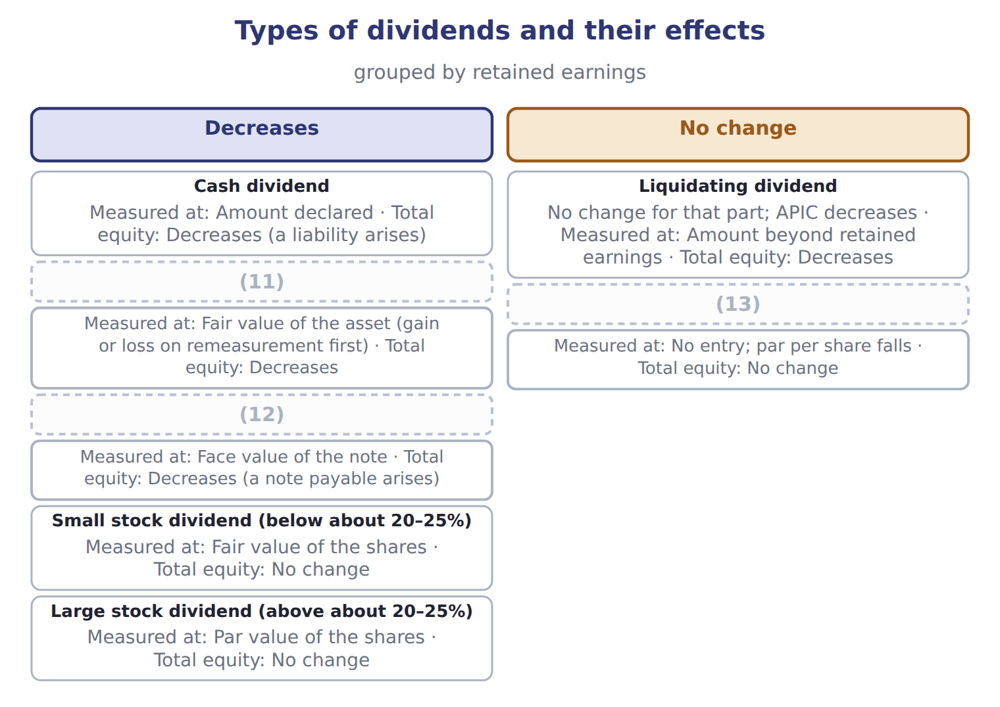 Types of dividends and their effects
grouped by retained earnings
Decreases
Cash dividend
Measured at: Amount declared · Total
equity: Decreases (a liability arises)
(11)
Measured at: Fair value of the asset (gain
or loss on remeasurement first) · Total
equity: Decreases
(12)
Measured at: Face value of the note · Total
equity: Decreases (a note payable arises)
Small stock dividend (below about 20–25%)
Measured at: Fair value of the shares ·
Total equity: No change
Large stock dividend (above about 20–25%)
Measured at: Par value of the shares ·
Total equity: No change
No change
Liquidating dividend
No change for that part; APIC decreases ·
Measured at: Amount beyond retained
earnings · Total equity: Decreases
(13)
Measured at: No entry; par per share falls ·
Total equity: No change